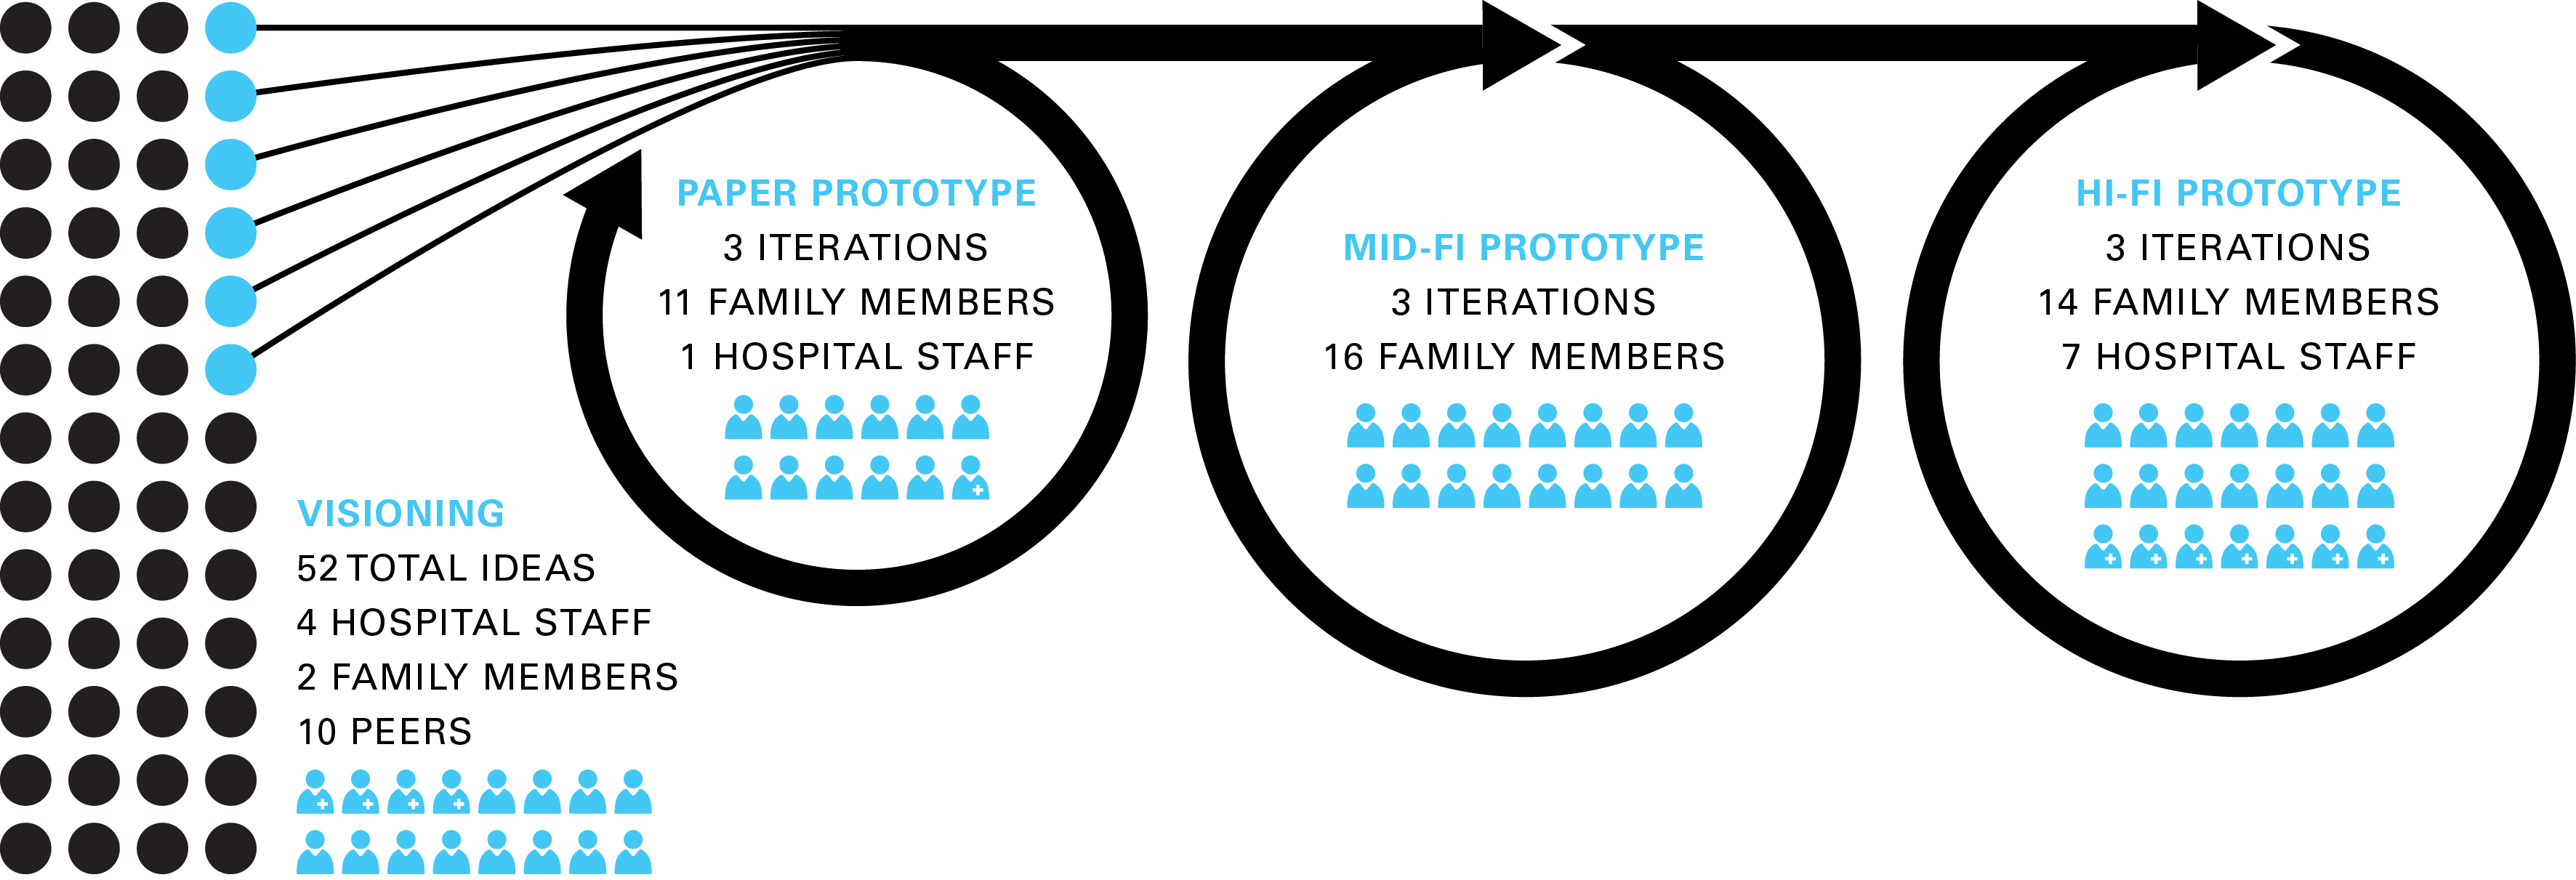 PAPER PROTOTYPE
3 ITERATIONS
11 FAMILY MEMBERS
1 HOSPITAL STAFF
MID-FI PROTOTYPE
3 ITERATIONS
16 FAMILY MEMBERS
HI-FI PROTOTYPE
3 ITERATIONS
14 FAMILY MEMBERS
7 HOSPITAL STAFF
VISIONING
52 TOTAL IDEAS
4 HOSPITAL STAFF
2 FAMILY MEMBERS
10 PEERS